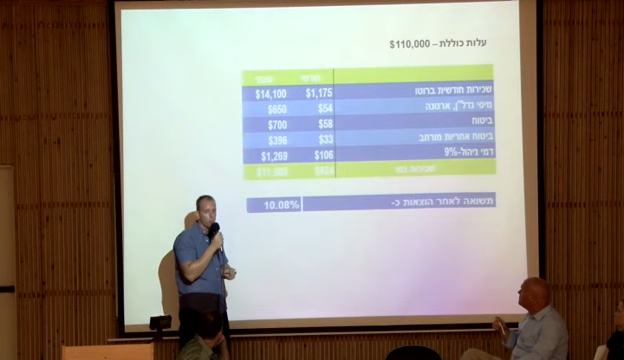 עלות כוללת – $110,000
חודשי שנתי
שכירות חודשית ברוטו $1,175 $14,100
מיסי נדל"ן, ארנונה $54 $650
ביטוח $58 $700
ביטוח אחריות מורחב $33 $396
דמי ניהול-9% $106 $1,269
שכירות נטו $924
תשואה לאחר הוצאות כ- 10.08%